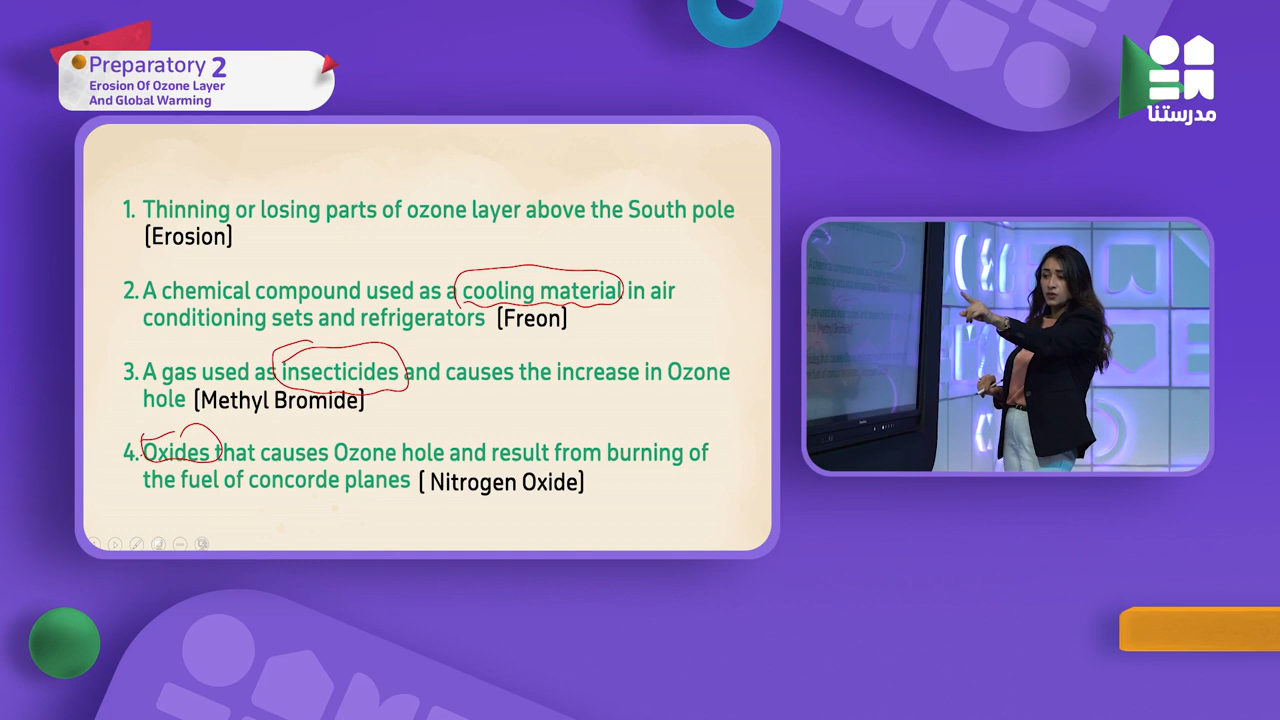 Preparatory 2
Erosion Of Ozone Layer
And Global Warming
مدرستنا
1. Thinning or losing parts of ozone layer above the South pole
(Erosion)
2. A chemical compound used as a cooling material in air
conditioning sets and refrigerators (Freon)
3. A gas used as insecticides and causes the increase in Ozone
hole (Methyl Bromide)
4. Oxides that causes Ozone hole and result from burning of
the fuel of concorde planes ( Nitrogen Oxide)